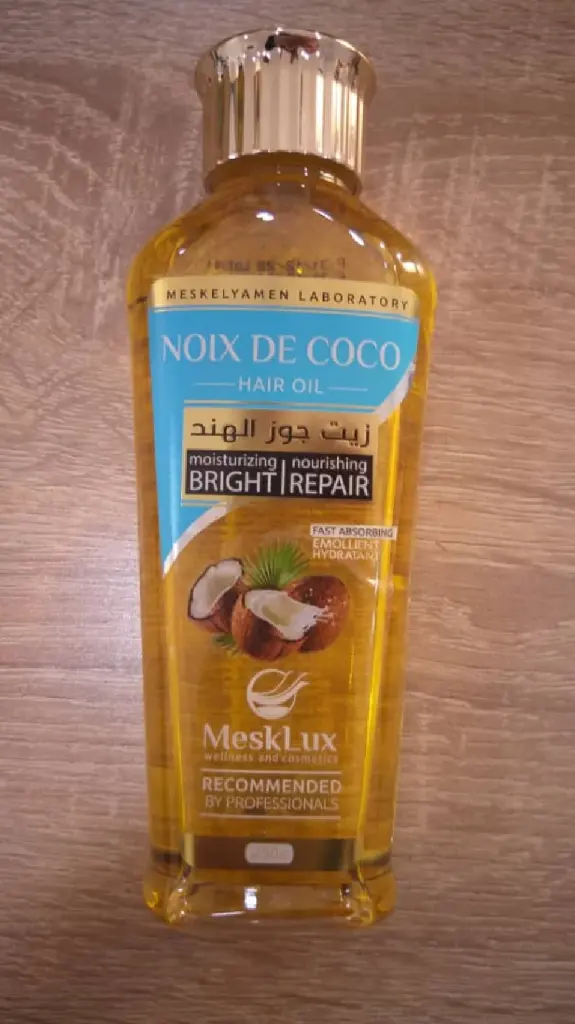 MESKELYAMEN LABORATORY
NOIX DE COCO
HAIR OIL
زيت جوز الهند
moisturizing nourishing
BRIGHT REPAIR
FAST ABSORBING
EMOLLIENT
HYDRATANT
MeskLux
wellness and cosmetics
RECOMMENDED
BY PROFESSIONALS